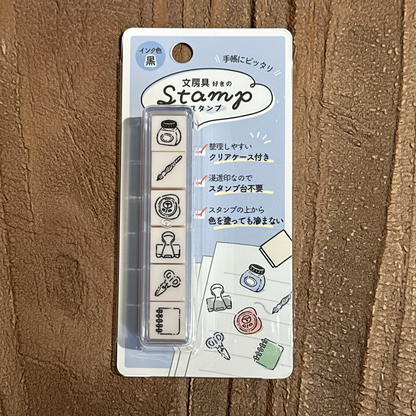 インク色
黒
手帳にピッタリ
文房具 好きの
Stamp
スタンプ
整理しやすい
クリアケース付き
浸透印なので
スタンプ台不要
スタンプの上から
色を塗っても滲まない